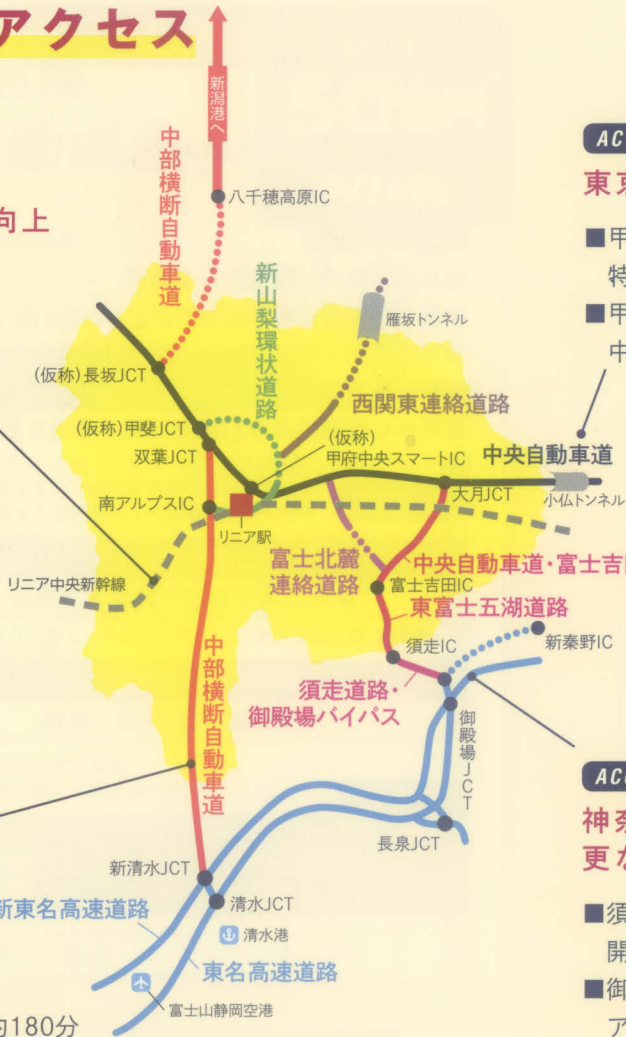 アクセス
新潟港へ
中部横断自動車道
八千穂高原IC
向上
新山梨環状道路
雁坂トンネル
(仮称)長坂JCT
西関東連絡道路
(仮称)甲斐JCT
双葉JCT
(仮称)
甲府中央スマートIC
中央自動車道
大月JCT
小仏トンネル
南アルプスIC
リニア駅
リニア中央新幹線
富士北麓
連絡道路
中央自動車道・富士吉
富士吉田IC
東富士五湖道路
須走IC
新秦野IC
須走道路・
御殿場バイパス
御殿場JCT
中部横断自動車道
長泉JCT
新清水JCT
清水JCT
新東名高速道路
清水港
東名高速道路
富士山静岡空港
約180分
AC
東京
■甲
特
■甲
中
ACC
神奈
更な
■須
開
■御
ア